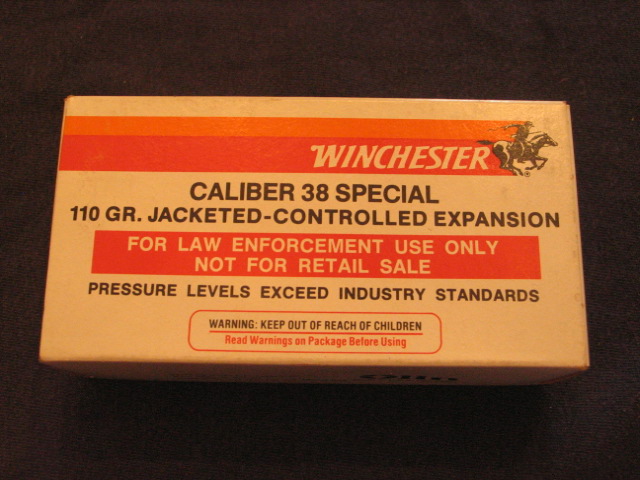 WINCHESTER
CALIBER 38 SPECIAL
110 GR. JACKETED-CONTROLLED EXPANSION
FOR LAW ENFORCEMENT USE ONLY
NOT FOR RETAIL SALE
PRESSURE LEVELS EXCEED INDUSTRY STANDARDS
WARNING: KEEP OUT OF REACH OF CHILDREN
Read Warnings on Package Before Using